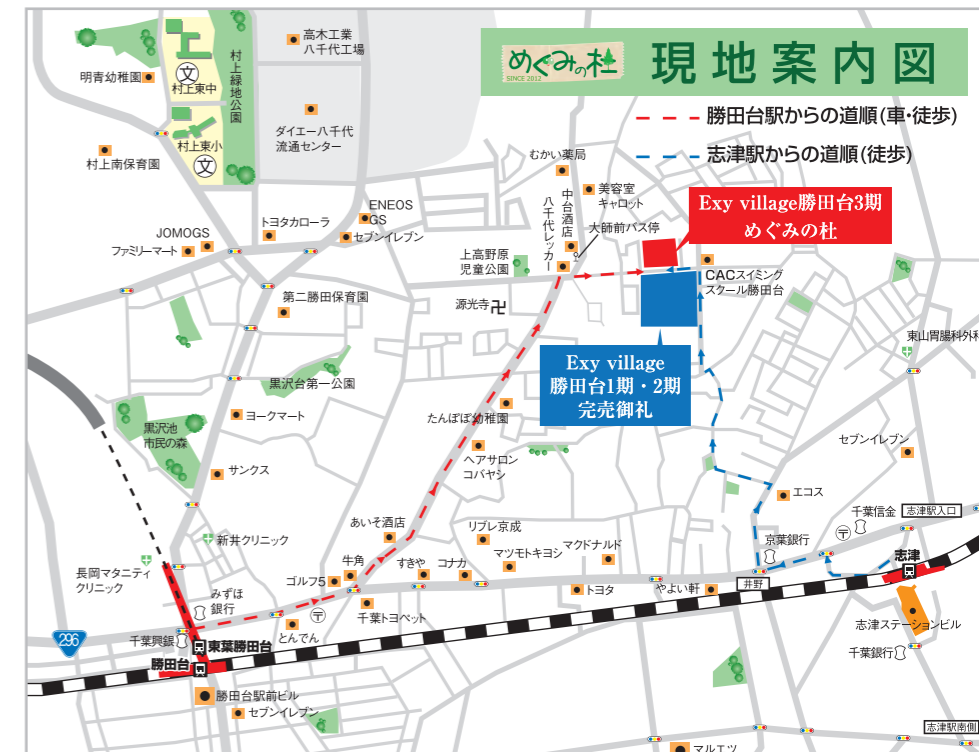 めぐみの杜
SINCE 2012
現地案内図
勝田台駅からの道順(車・徒歩)
志津駅からの道順(徒歩)
高木工業
八千代工場
明青幼稚園
文
村上東中
村上緑地公園
村上東小
文
村上南保育園
ダイエー八千代
流通センター
むかい薬局
美容室
キャロット
中台酒店
八千代レッカー
大師前バス停
Exy village勝田台3期
めぐみの杜
ENEOS
GS
トヨタカローラ
セブンイレブン
JOMOGS
ファミリーマート
上高野原
児童公園
CACスイミング
スクール勝田台
第二勝田保育園
源光寺卍
東山胃腸科外科
Exy village
勝田台1期・2期
完売御礼
黒沢台第一公園
ヨークマート
たんぽぽ幼稚園
黒沢池
市民の森
セブンイレブン
サンクス
ヘアサロン
コバヤシ
エコス
千葉信金
志津駅入口
あいそ酒店
リブレ京成
新井クリニック
京葉銀行
〒
志津
長岡マタニティ
クリニック
牛角
すきや
コナカ
マツモトキヨシ
マクドナルド
ゴルフ5
みずほ
銀行
トヨタ
やよい軒
井野
〒
千葉トヨペット
とんでん
志津ステーションビル
296
千葉興銀
東葉勝田台
千葉銀行
勝田台
勝田台駅前ビル
セブンイレブン
志津駅南側
マルエツ